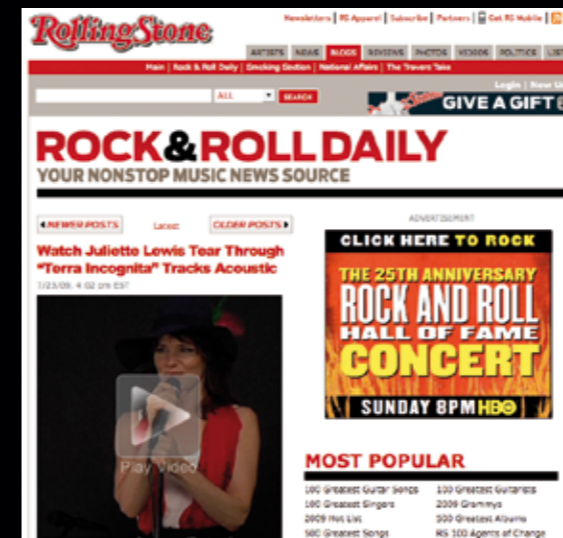 RollingStone
Newsletters | RS Apparel | Subscribe | Partners | Get RS Mobile |
ARTISTS NEWS BLOGS REVIEWS PHOTOS VIDEOS POLITICS
Main | Rock & Roll Daily | Smoking Section | National Affairs | The Travers Take
Login |
ALL SEARCH
GIVE A GIFT
ROCK&ROLL DAILY
YOUR NONSTOP MUSIC NEWS SOURCE
NEWER POSTS Latest OLDER POSTS
ADVERTISEMENT
Watch Juliette Lewis Tear Through
"Terra Incognita" Tracks Acoustic
7/23/09, 4:02 pm EST
Play Video
CLICK HERE TO ROCK
THE 25TH ANNIVERSARY
ROCK AND ROLL
HALL OF FAME
CONCERT
SUNDAY 8PM HBO
MOST POPULAR
100 Greatest Guitar Songs 100 Greatest Guitarists
100 Greatest Singers 2009 Grammys
2009 Hot List 500 Greatest Albums
500 Greatest Songs RS 100 Agents of Change